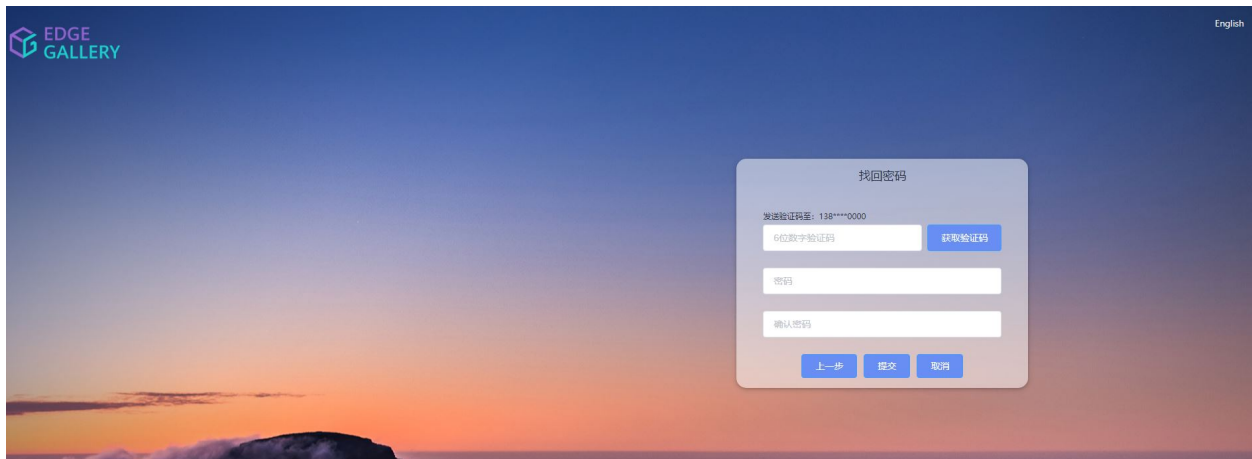 EDGE
GALLERY
English
找回密码
发送验证码至：138****0000
6位数字验证码
获取验证码
密码
确认密码
上一步
提交
取消